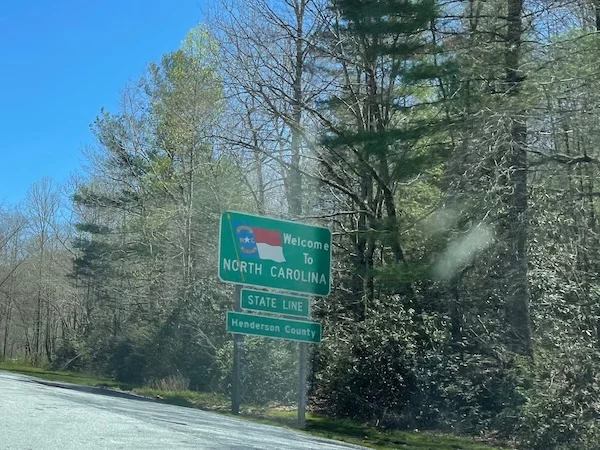 Welcome
To
NORTH CAROLINA
STATE LINE
Henderson County